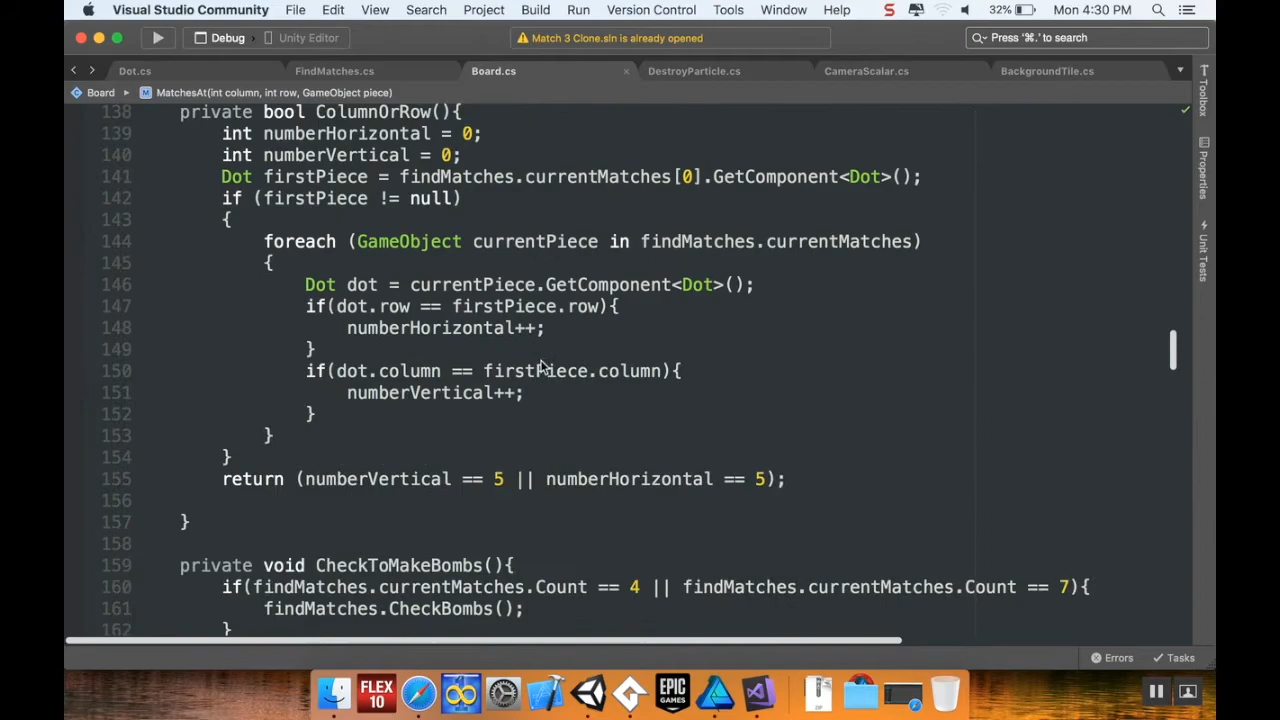 Visual Studio Community File Edit View Search Project Build Run Version Control Tools Window Help S 32% Mon 4:30 PM
Debug Unity Editor Match 3 Clone.sln is already opened Press '⌘.' to search
Dot.cs FindMatches.cs Board.cs × DestroyParticle.cs CameraScalar.cs BackgroundTile.cs
C Board M MatchesAt(int column, int row, GameObject piece)
138 private bool ColumnOrRow(){
139 int numberHorizontal = 0;
140 int numberVertical = 0;
141 Dot firstPiece = findMatches.currentMatches[0].GetComponent<Dot>();
142 if (firstPiece != null)
143 {
144 foreach (GameObject currentPiece in findMatches.currentMatches)
145 {
146 Dot dot = currentPiece.GetComponent<Dot>();
147 if(dot.row == firstPiece.row){
148 numberHorizontal++;
149 }
150 if(dot.column == firstPiece.column){
151 numberVertical++;
152 }
153 }
154 }
155 return (numberVertical == 5 || numberHorizontal == 5);
156
157 }
158
159 private void CheckToMakeBombs(){
160 if(findMatches.currentMatches.Count == 4 || findMatches.currentMatches.Count == 7){
161 findMatches.CheckBombs();
162 }
Toolbox
Properties
Unit Tests
Errors Tasks
FLEX 10
EPIC GAMES
ZIP